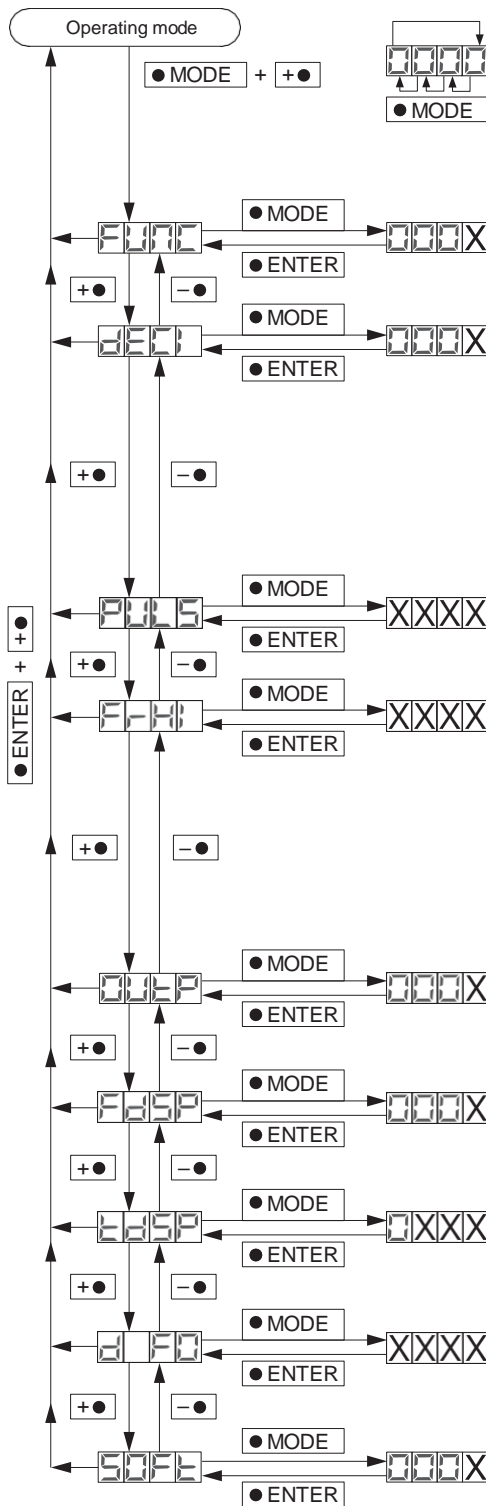 Operating mode
● MODE + +●
0000
● MODE
FUNC
● MODE
000X
● ENTER
+●
−●
● MODE
dECI
000X
● ENTER
+●
−●
● MODE
PULS
XXXX
● ENTER
+●
−●
● MODE
FrHI
XXXX
● ENTER
● ENTER + +●
+●
−●
● MODE
OUtP
000X
● ENTER
+●
−●
● MODE
FdSP
000X
● ENTER
+●
−●
● MODE
tdSP
0XXX
● ENTER
+●
−●
● MODE
d FO
XXXX
● ENTER
+●
−●
● MODE
SOFt
000X
● ENTER